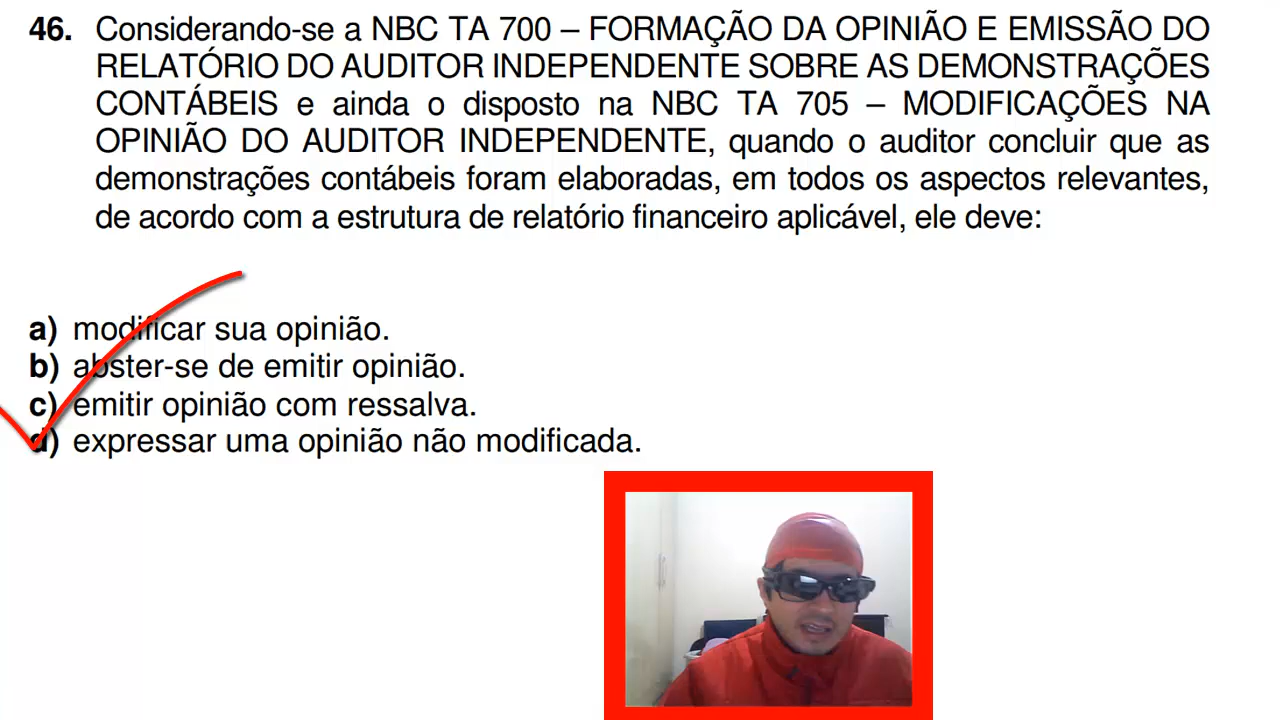 46. Considerando-se a NBC TA 700 – FORMAÇÃO DA OPINIÃO E EMISSÃO DO
RELATÓRIO DO AUDITOR INDEPENDENTE SOBRE AS DEMONSTRAÇÕES
CONTÁBEIS e ainda o disposto na NBC TA 705 – MODIFICAÇÕES NA
OPINIÃO DO AUDITOR INDEPENDENTE, quando o auditor concluir que as
demonstrações contábeis foram elaboradas, em todos os aspectos relevantes,
de acordo com a estrutura de relatório financeiro aplicável, ele deve:
a) modificar sua opinião.
b) abster-se de emitir opinião.
c) emitir opinião com ressalva.
d) expressar uma opinião não modificada.